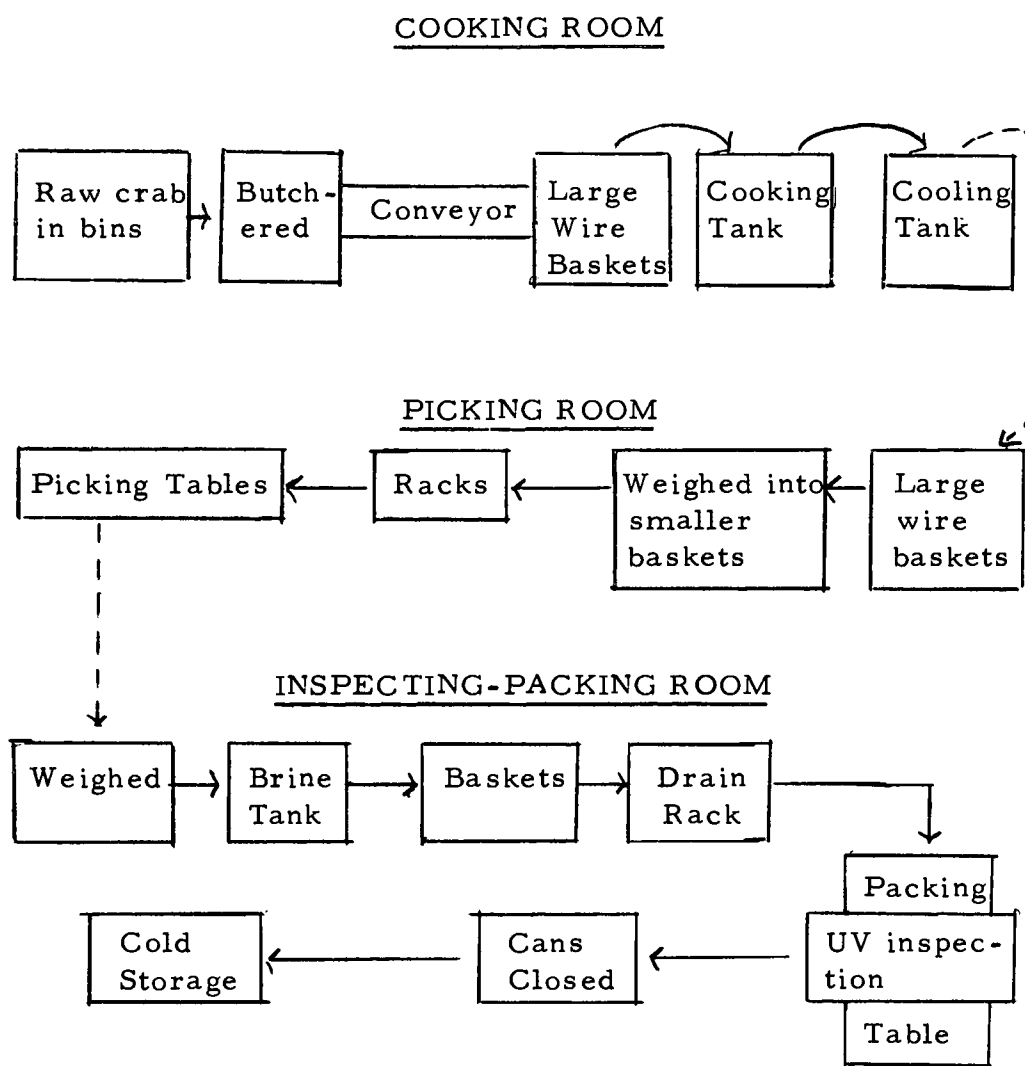 COOKING ROOM
Raw crab
in bins
Butch-
ered
Conveyor
Large
Wire
Baskets
Cooking
Tank
Cooling
Tank
PICKING ROOM
Picking Tables
Racks
Weighed into
smaller
baskets
Large
wire
baskets
INSPECTING-PACKING ROOM
Weighed
Brine
Tank
Baskets
Drain
Rack
Packing
UV inspec-
tion
Table
Cans
Closed
Cold
Storage